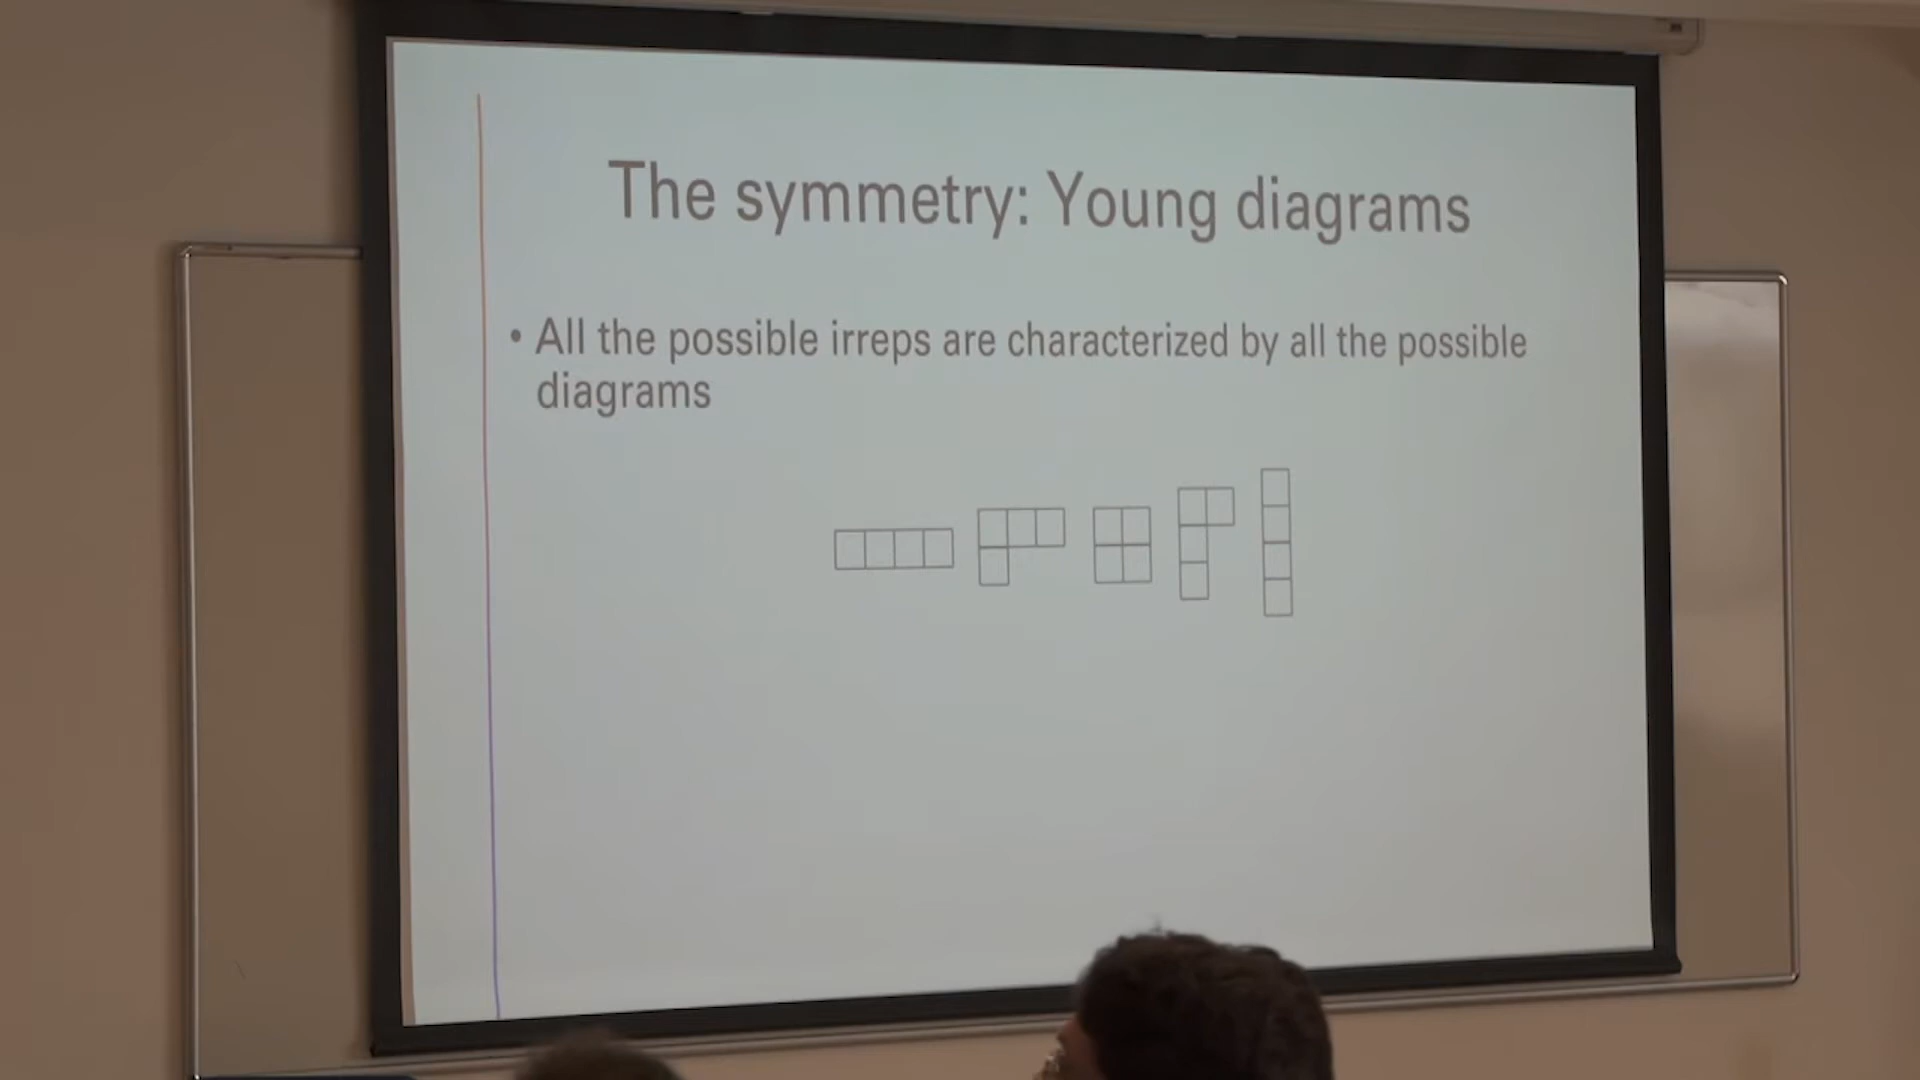 The symmetry: Young diagrams
• All the possible irreps are characterized by all the possible
diagrams